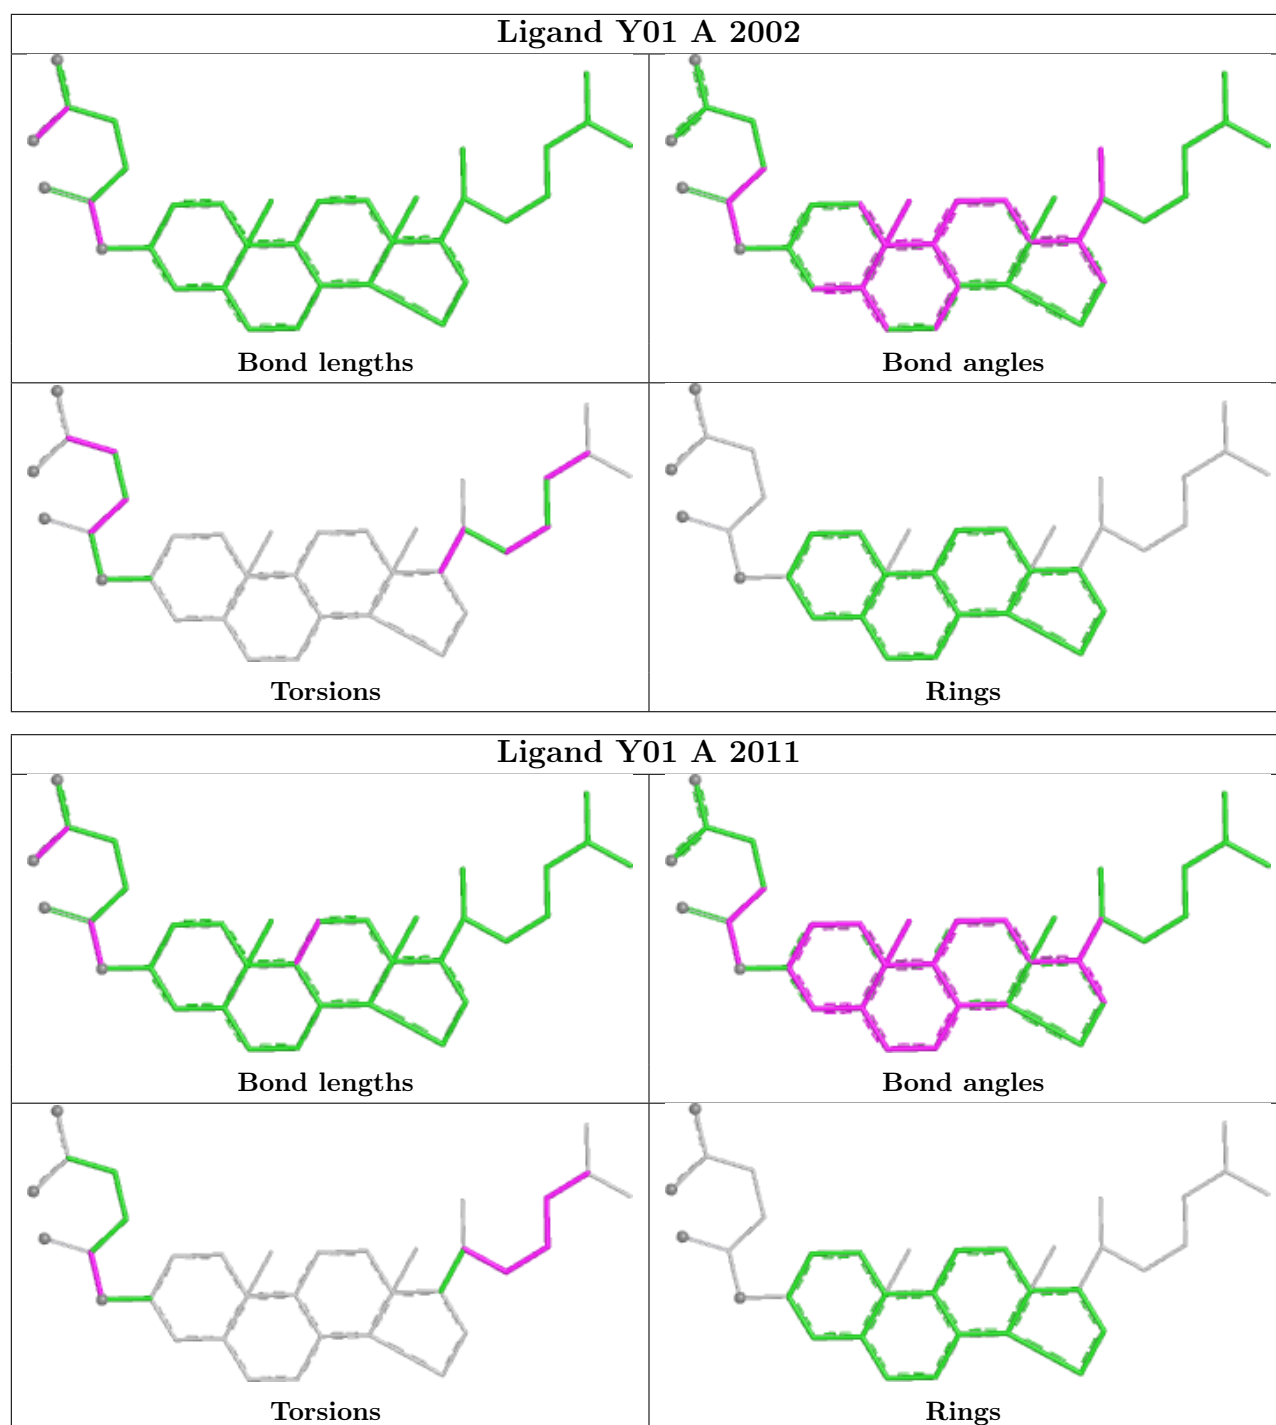 Ligand Y01 A 2002
Bond lengths
Bond angles
Torsions
Rings
Ligand Y01 A 2011
Bond lengths
Bond angles
Torsions
Rings